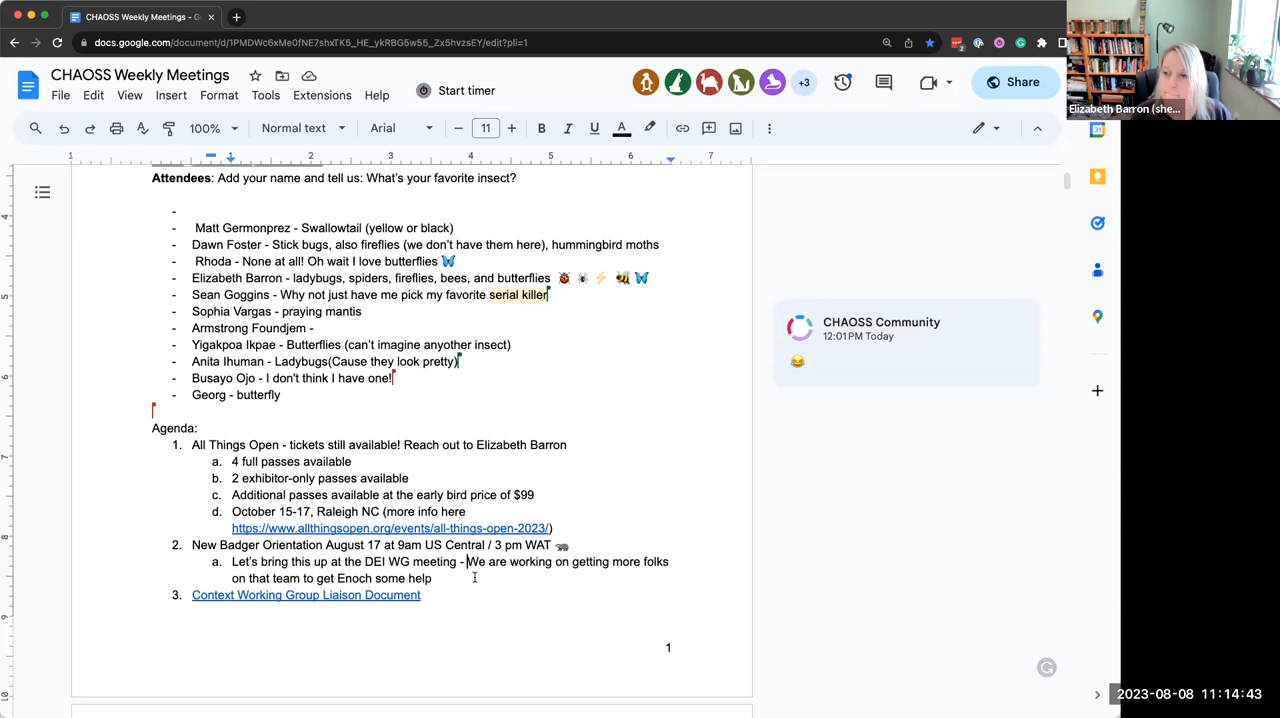 CHAOSS Weekly Meetings - G
docs.google.com/document/d/1PMDWc6xMe0fNE7shxTK5_HE_ykRBG5w55_Zx5hvzsEY/edit?pli=1
CHAOSS Weekly Meetings
+3
Share
File Edit View Insert Format Tools Extensions Help
Start timer
Elizabeth Barron (she
100% Normal text Arial 11 B I U A
1 1 2 3 4 5 6 7
Attendees: Add your name and tell us: What's your favorite insect?
-
- Matt Germonprez - Swallowtail (yellow or black)
- Dawn Foster - Stick bugs, also fireflies (we don't have them here), hummingbird moths
- Rhoda - None at all! Oh wait I love butterflies 🦋
- Elizabeth Barron - ladybugs, spiders, fireflies, bees, and butterflies 🐞 🕷 ⚡ 🐝 🦋
- Sean Goggins - Why not just have me pick my favorite serial killer
- Sophia Vargas - praying mantis
- Armstrong Foundjem -
- Yigakpoa Ikpae - Butterflies (can't imagine anyother insect)
- Anita Ihuman - Ladybugs(Cause they look pretty)
- Busayo Ojo - I don't think I have one!
- Georg - butterfly
CHAOSS Community
12:01 PM Today
😂
Agenda:
1. All Things Open - tickets still available! Reach out to Elizabeth Barron
a. 4 full passes available
b. 2 exhibitor-only passes available
c. Additional passes available at the early bird price of $99
d. October 15-17, Raleigh NC (more info here
https://www.allthingsopen.org/events/all-things-open-2023/)
2. New Badger Orientation August 17 at 9am US Central / 3 pm WAT 🦡
a. Let's bring this up at the DEI WG meeting - We are working on getting more folks
on that team to get Enoch some help
3. Context Working Group Liaison Document
1
2023-08-08 11:14:43